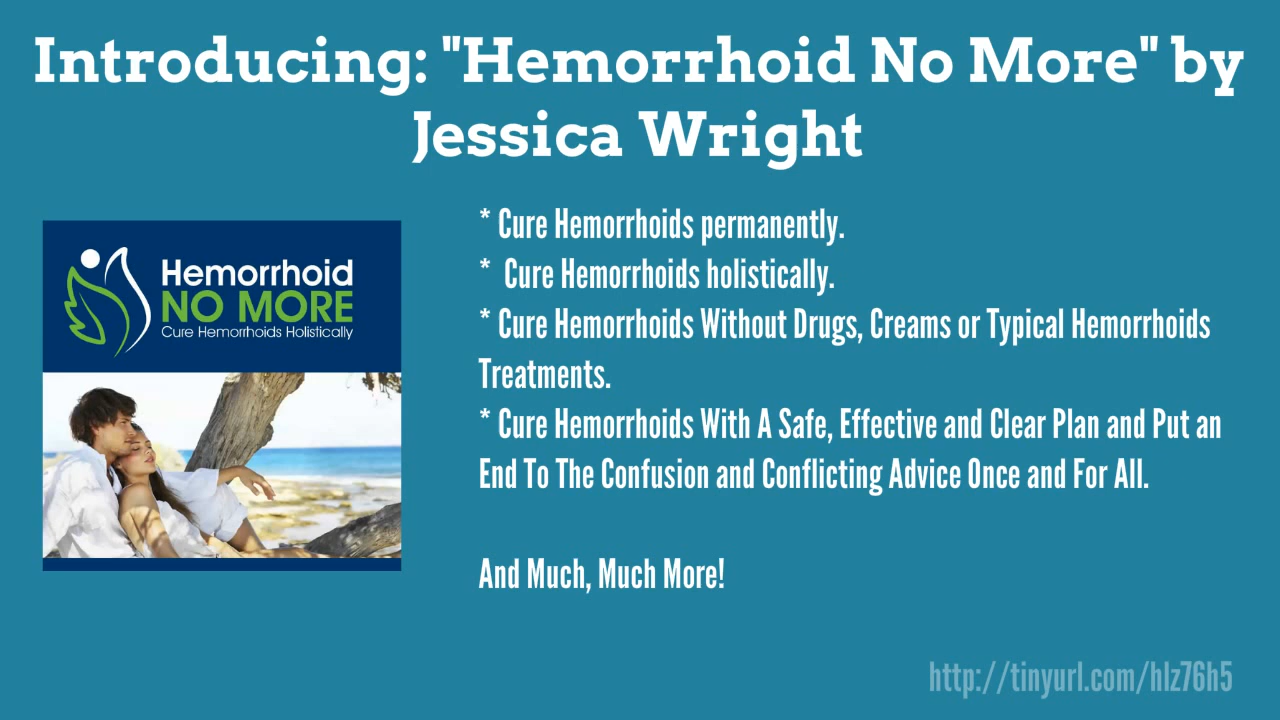 Introducing: "Hemorrhoid No More" by
Jessica Wright
* Cure Hemorrhoids permanently.
*  Cure Hemorrhoids holistically.
* Cure Hemorrhoids Without Drugs, Creams or Typical Hemorrhoids
Treatments.
* Cure Hemorrhoids With A Safe, Effective and Clear Plan and Put an
End To The Confusion and Conflicting Advice Once and For All.
And Much, Much More!
Hemorrhoid
NO MORE
Cure Hemorrhoids Holistically
http://tinyurl.com/hlz76h5